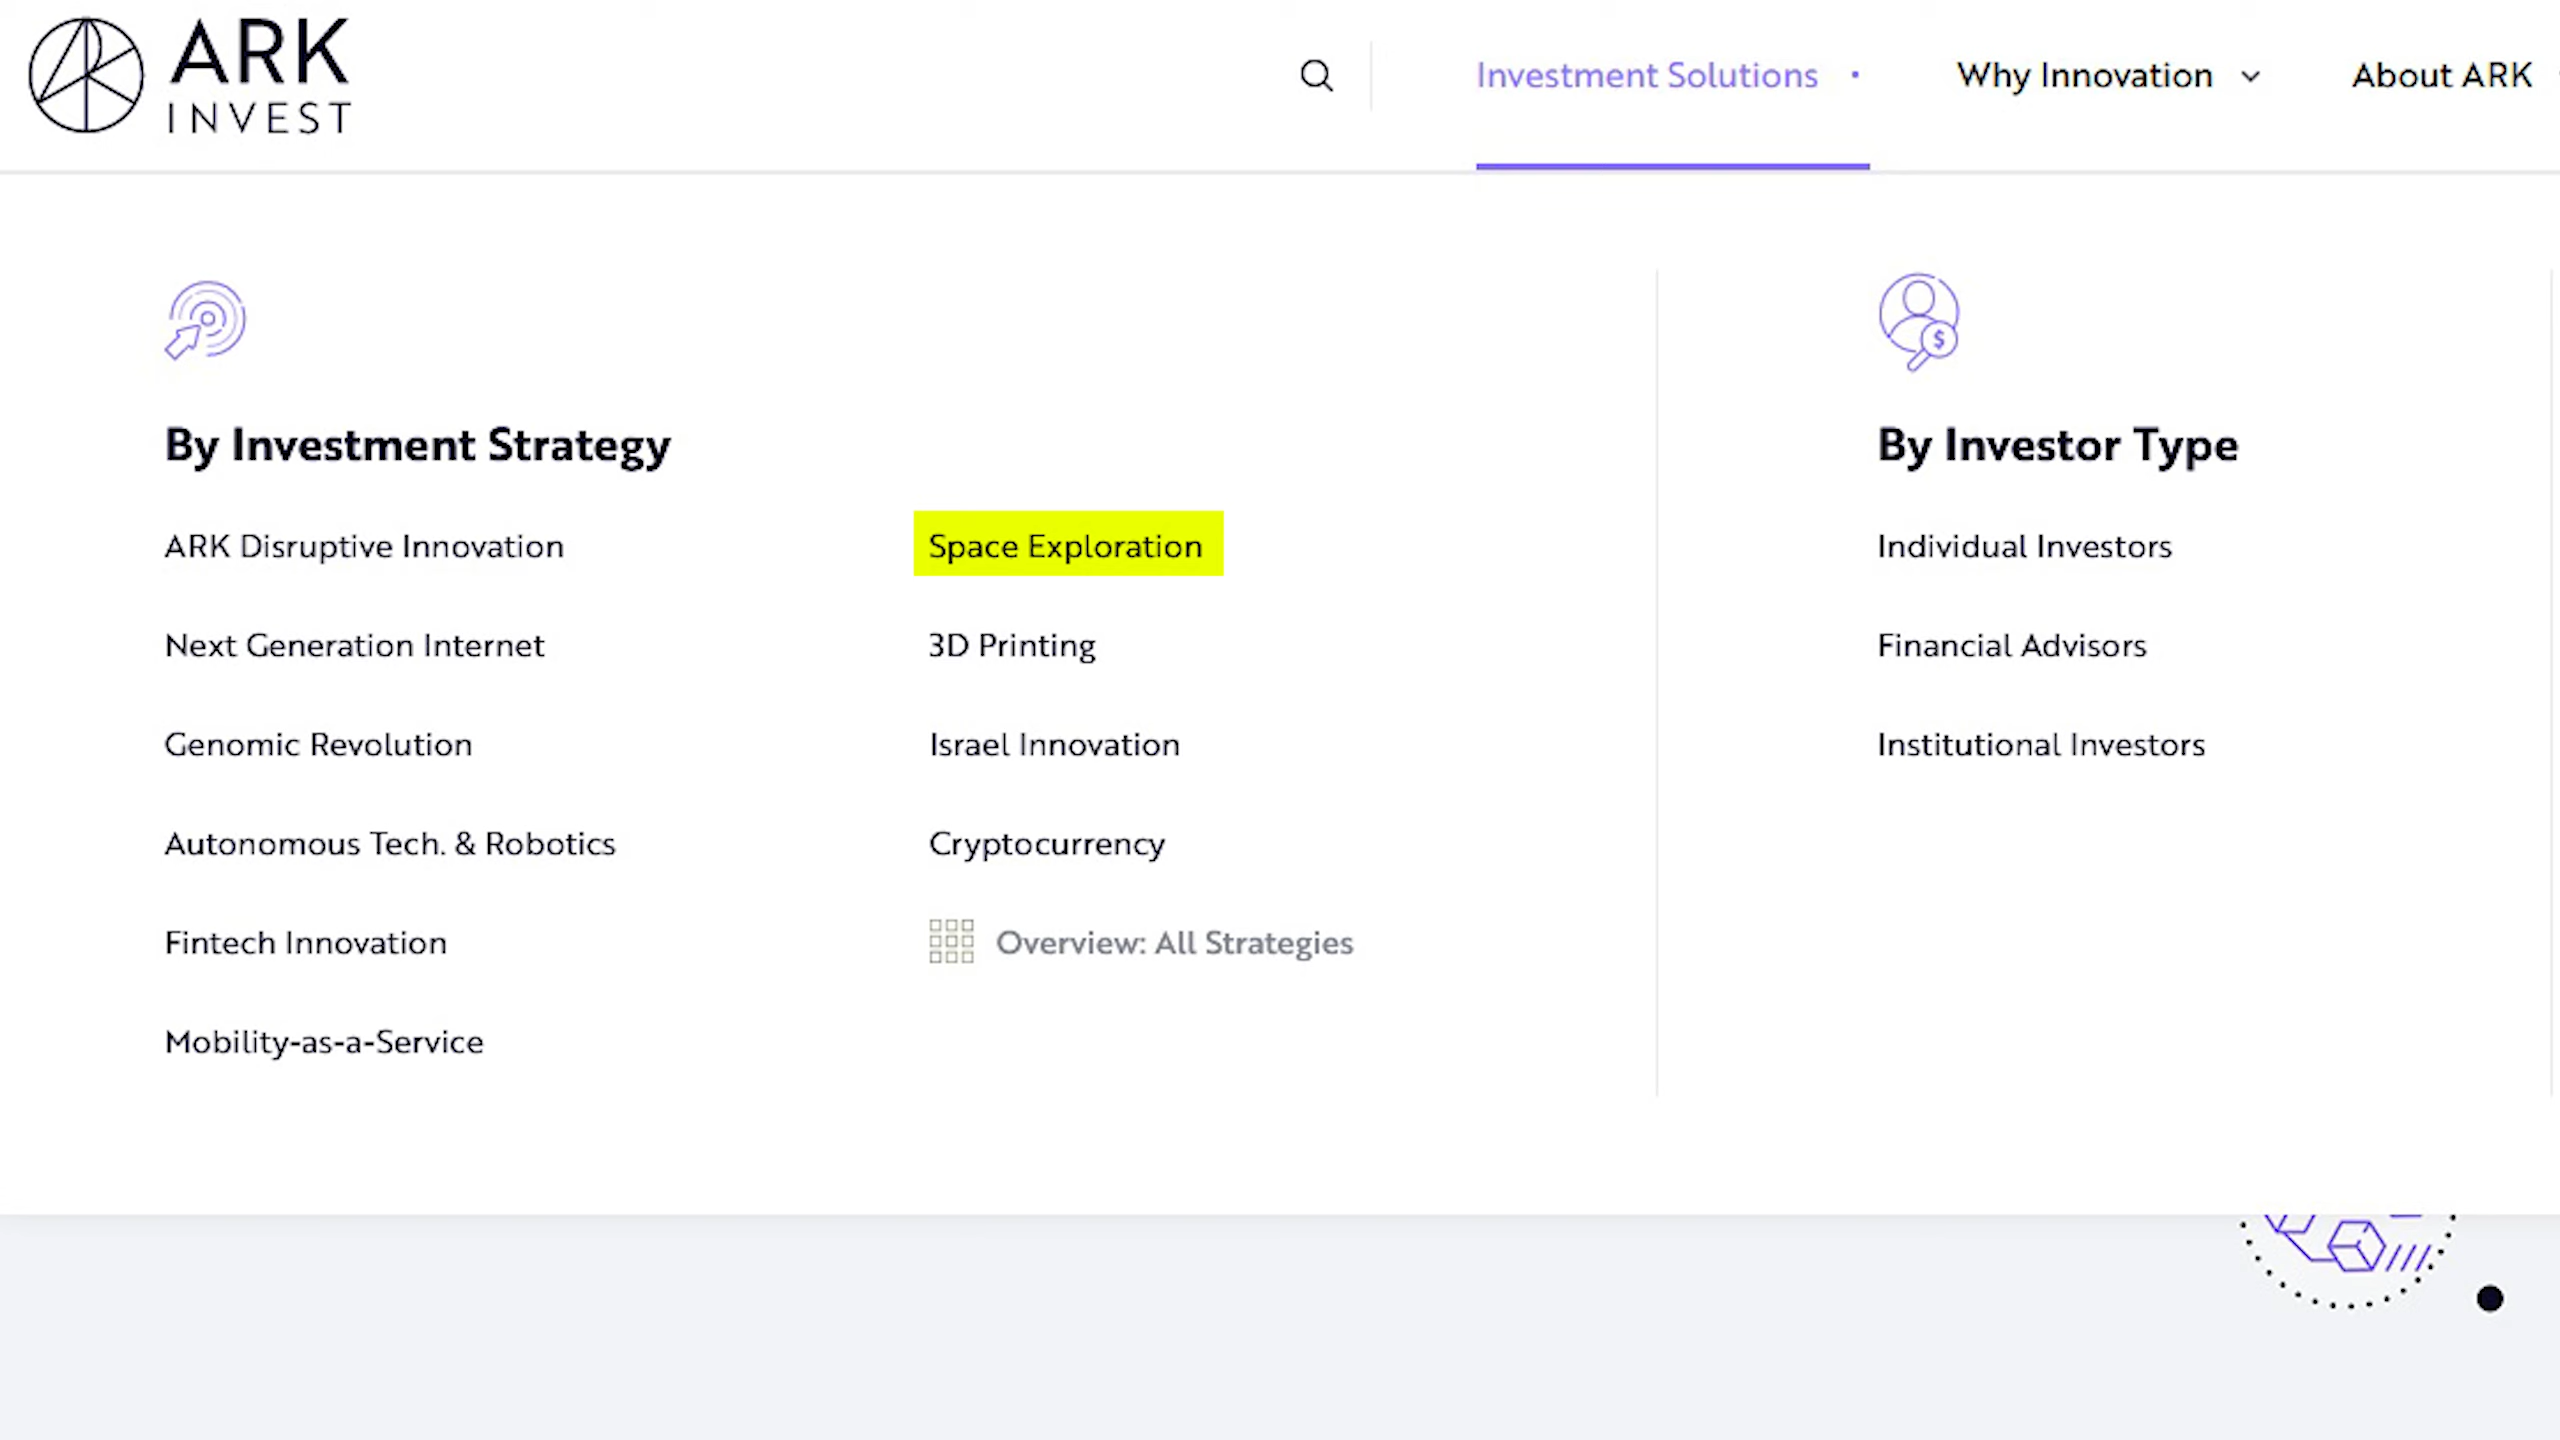 ARK
INVEST
Investment Solutions
Why Innovation
About ARK
By Investment Strategy
ARK Disruptive Innovation
Next Generation Internet
Genomic Revolution
Autonomous Tech. & Robotics
Fintech Innovation
Mobility-as-a-Service
Space Exploration
3D Printing
Israel Innovation
Cryptocurrency
Overview: All Strategies
$
By Investor Type
Individual Investors
Financial Advisors
Institutional Investors